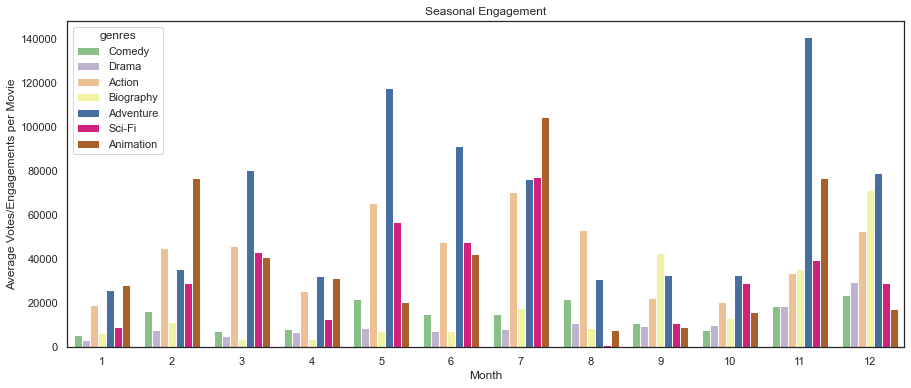 Seasonal Engagement
genres
Comedy
Drama
Action
Biography
Adventure
Sci-Fi
Animation
Average Votes/Engagements per Movie
140000
120000
100000
80000
60000
40000
20000
0
1 2 3 4 5 6 7 8 9 10 11 12
Month